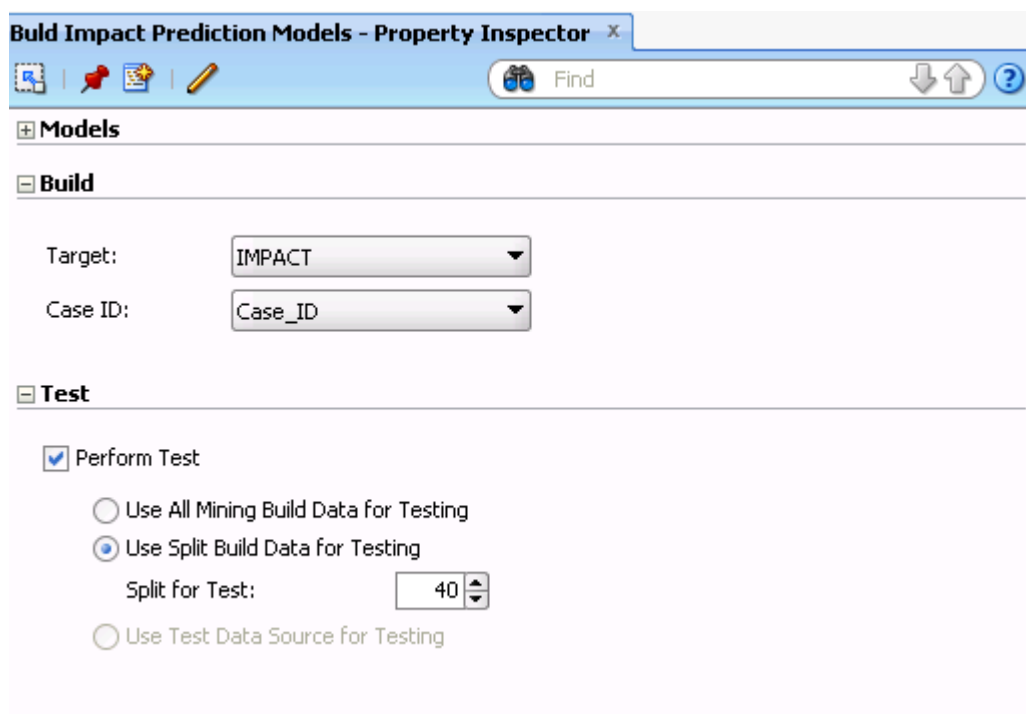 Buld Impact Prediction Models - Property Inspector x
Find
Models
Build
Target: IMPACT
Case ID: Case_ID
Test
Perform Test
Use All Mining Build Data for Testing
Use Split Build Data for Testing
Split for Test: 40
Use Test Data Source for Testing